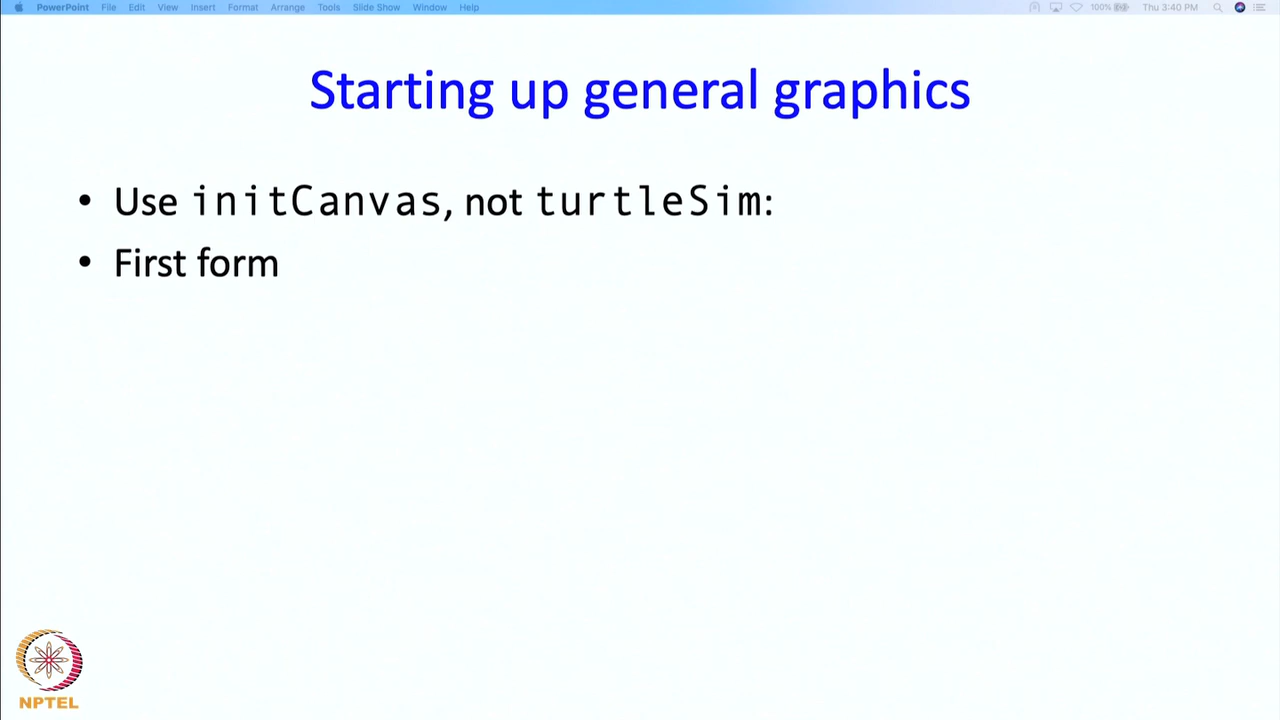 PowerPoint File Edit View Insert Format Arrange Tools Slide Show Window Help 100% Thu 3:40 PM
Starting up general graphics
• Use initCanvas, not turtleSim:
• First form
NPTEL